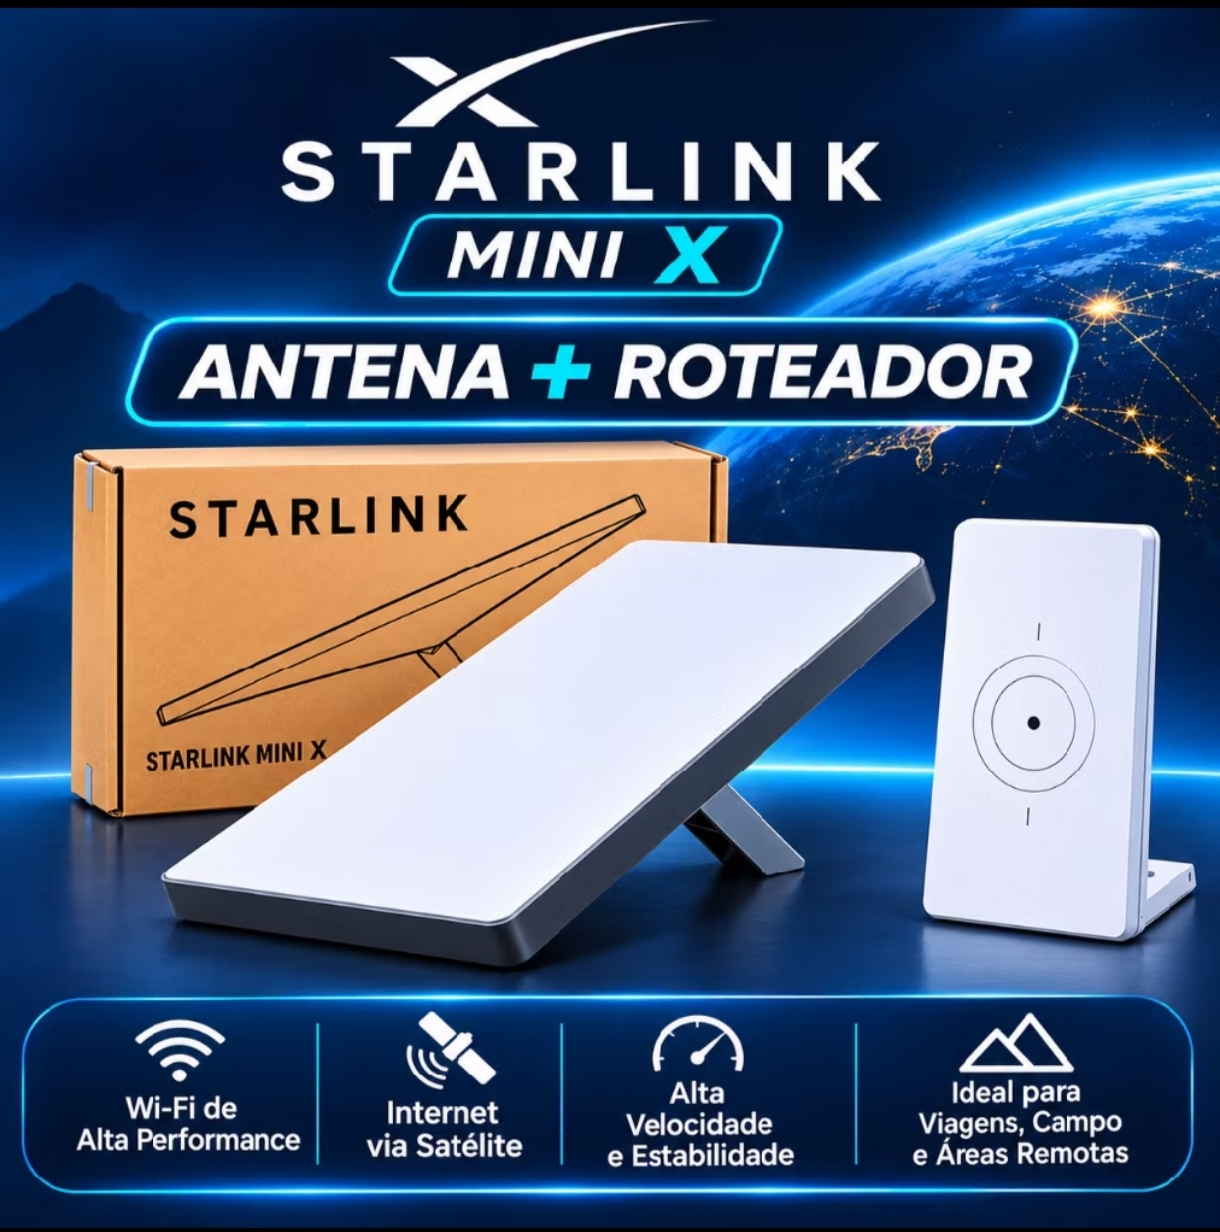 STARLINK
MINI X
ANTENA + ROTEADOR
STARLINK
STARLINK MINI X
Wi-Fi de
Alta Performance
Internet
via Satélite
Alta
Velocidade
e Estabilidade
Ideal para
Viagens, Campo
e Áreas Remotas